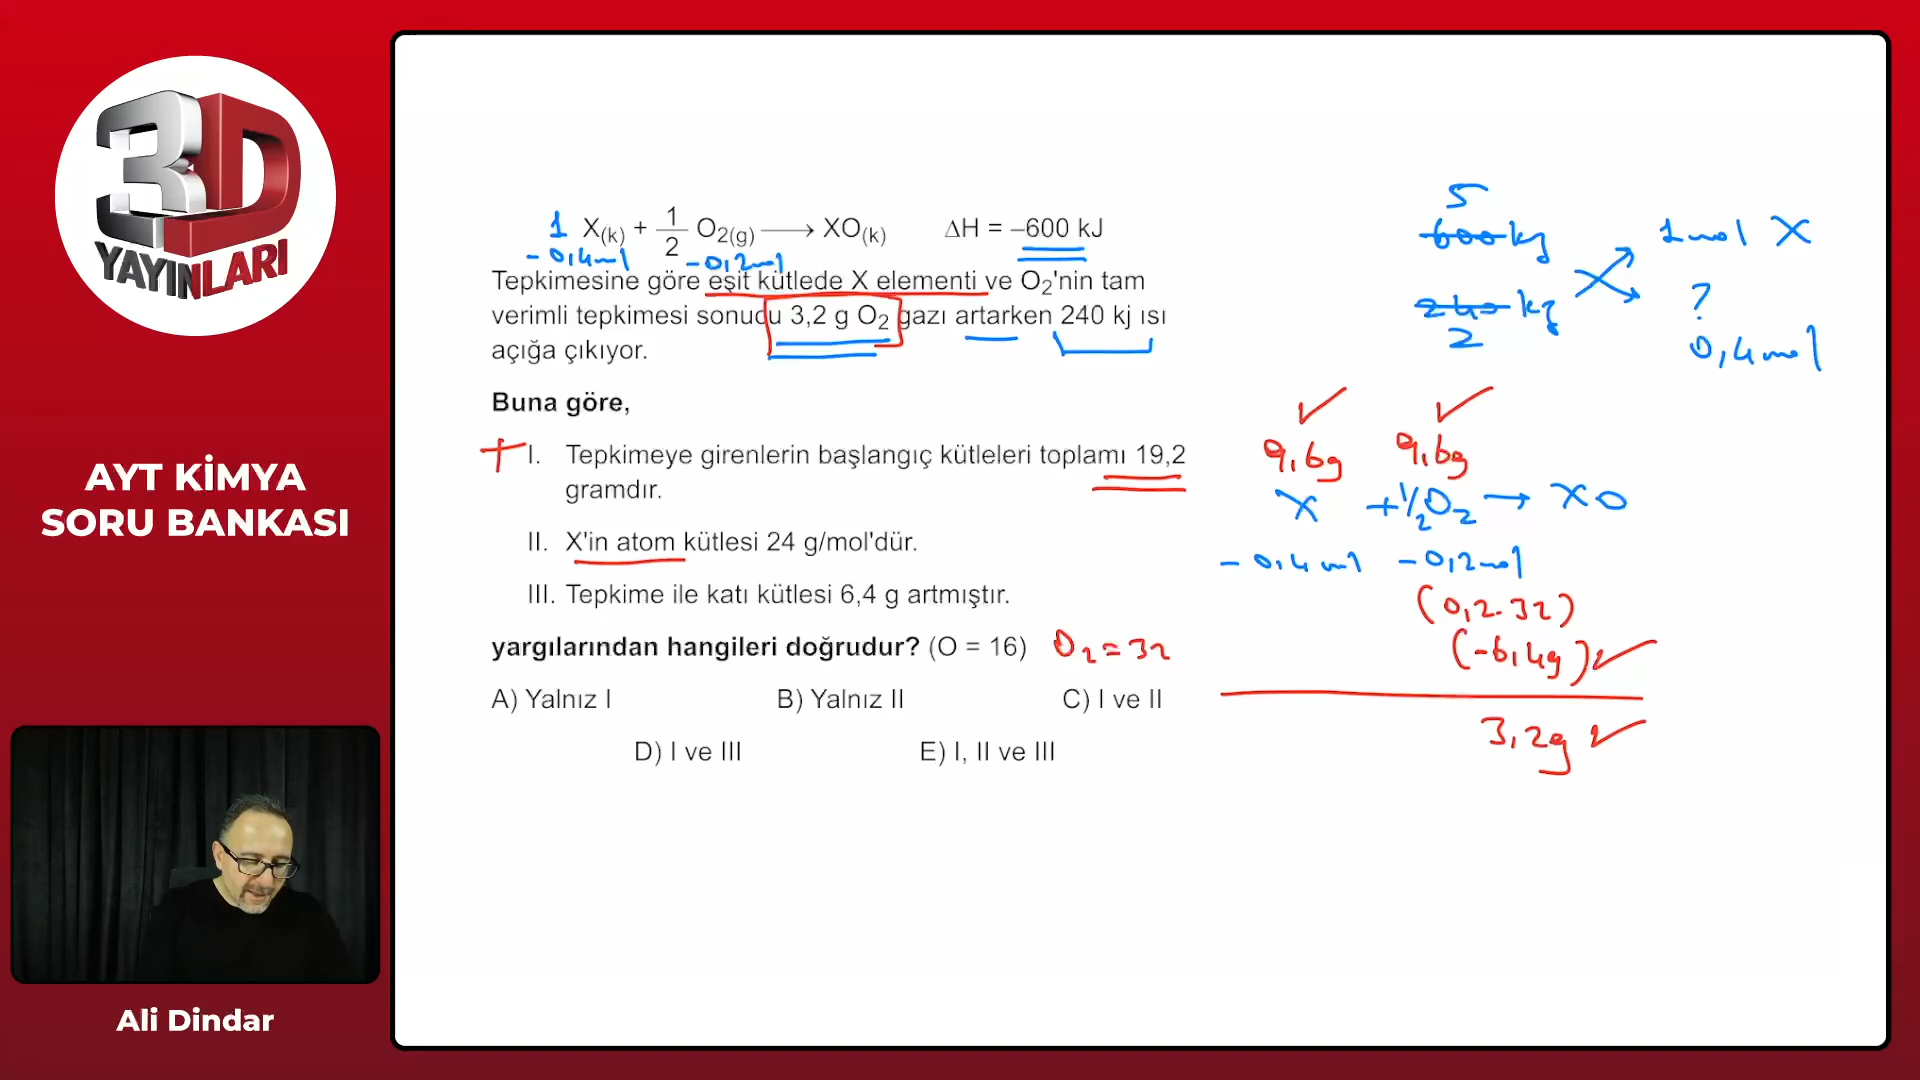 3D
YAYINLARI
AYT KİMYA
SORU BANKASI
Ali Dindar
1 X(k) + 1/2 O2(g) ⟶ XO(k) ΔH = –600 kJ
- 0,4mol - 0,2mol
Tepkimesine göre eşit kütlede X elementi ve O2'nin tam
verimli tepkimesi sonucu 3,2 g O2 gazı artarken 240 kj ısı
açığa çıkıyor.
Buna göre,
+ I. Tepkimeye girenlerin başlangıç kütleleri toplamı 19,2
gramdır.
II. X'in atom kütlesi 24 g/mol'dür.
III. Tepkime ile katı kütlesi 6,4 g artmıştır.
yargılarından hangileri doğrudur? (O = 16) O2 = 32
A) Yalnız I B) Yalnız II C) I ve II
D) I ve III E) I, II ve III
5
600 kj 1 mol X
240 kj ?
2 0,4 mol
9,6g 9,6g
X + 1/2 O2 → XO
- 0,4 mol - 0,2 mol
(0,2.32)
(-6,4g)
3,2g